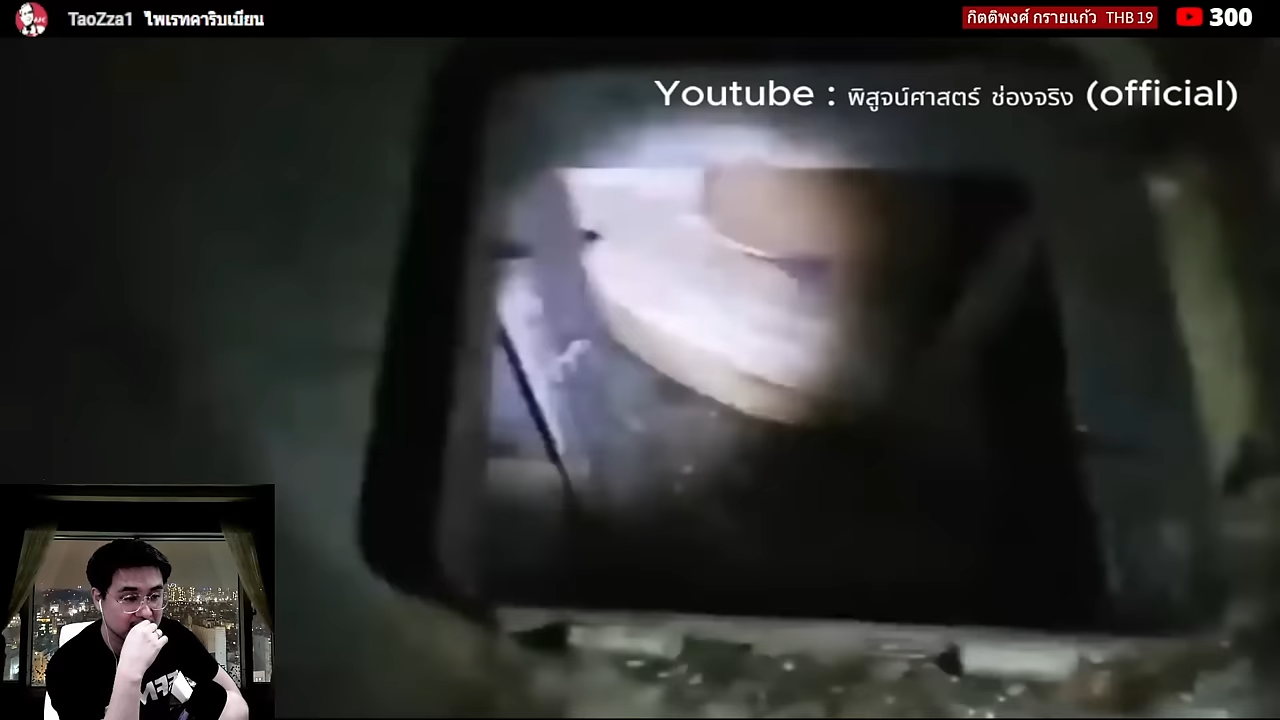 TaoZza1 ไพเรทคาริบเบียน
กิตติพงศ์ กรายแก้ว THB 19
300
Youtube : พิสูจน์ศาสตร์ ช่องจริง (official)